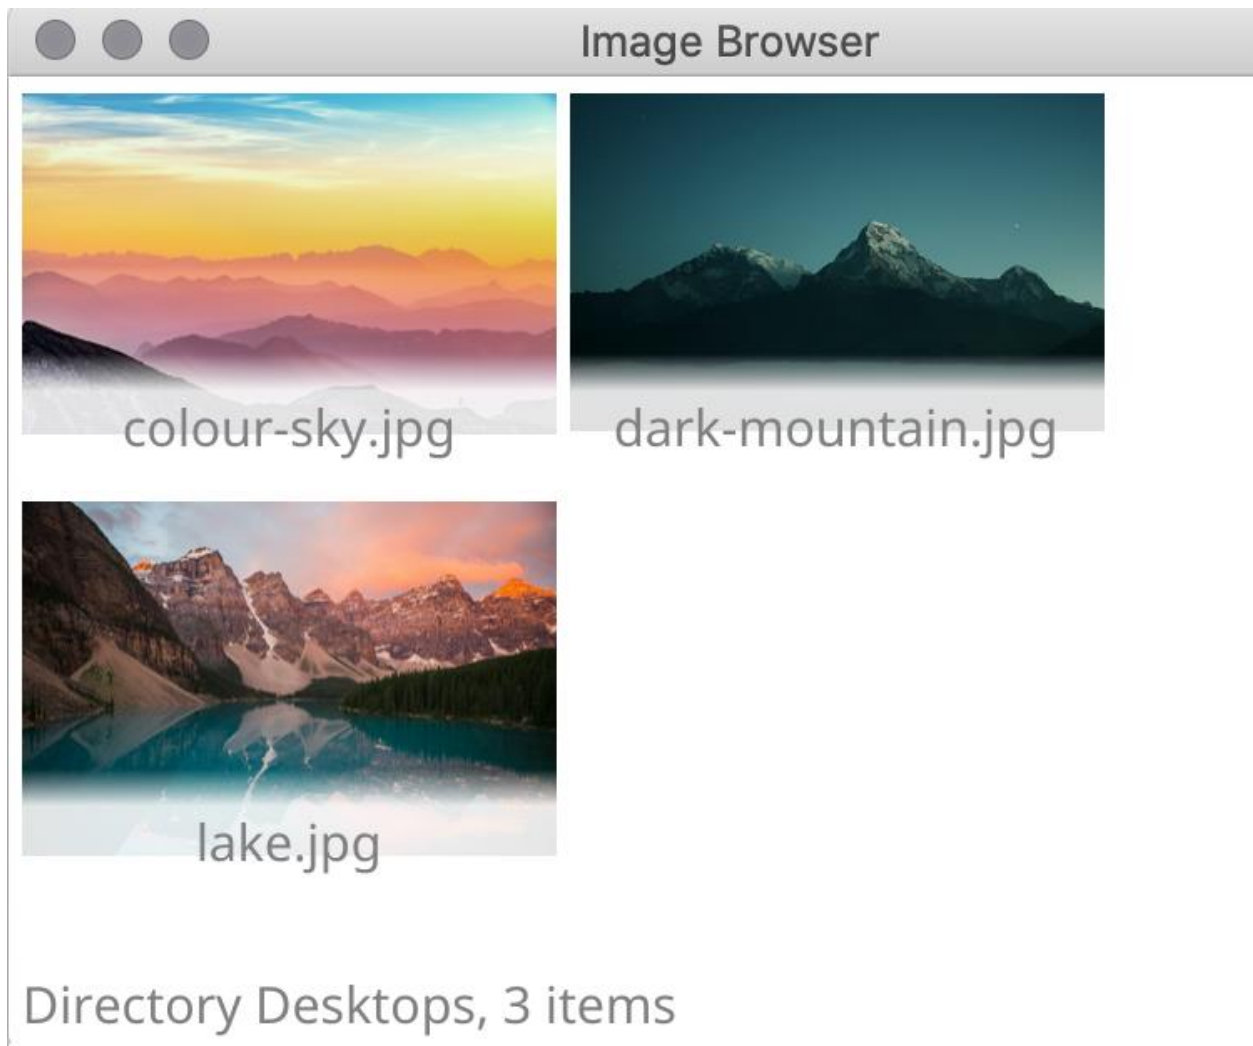 Image Browser
colour-sky.jpg
dark-mountain.jpg
lake.jpg
Directory Desktops, 3 items